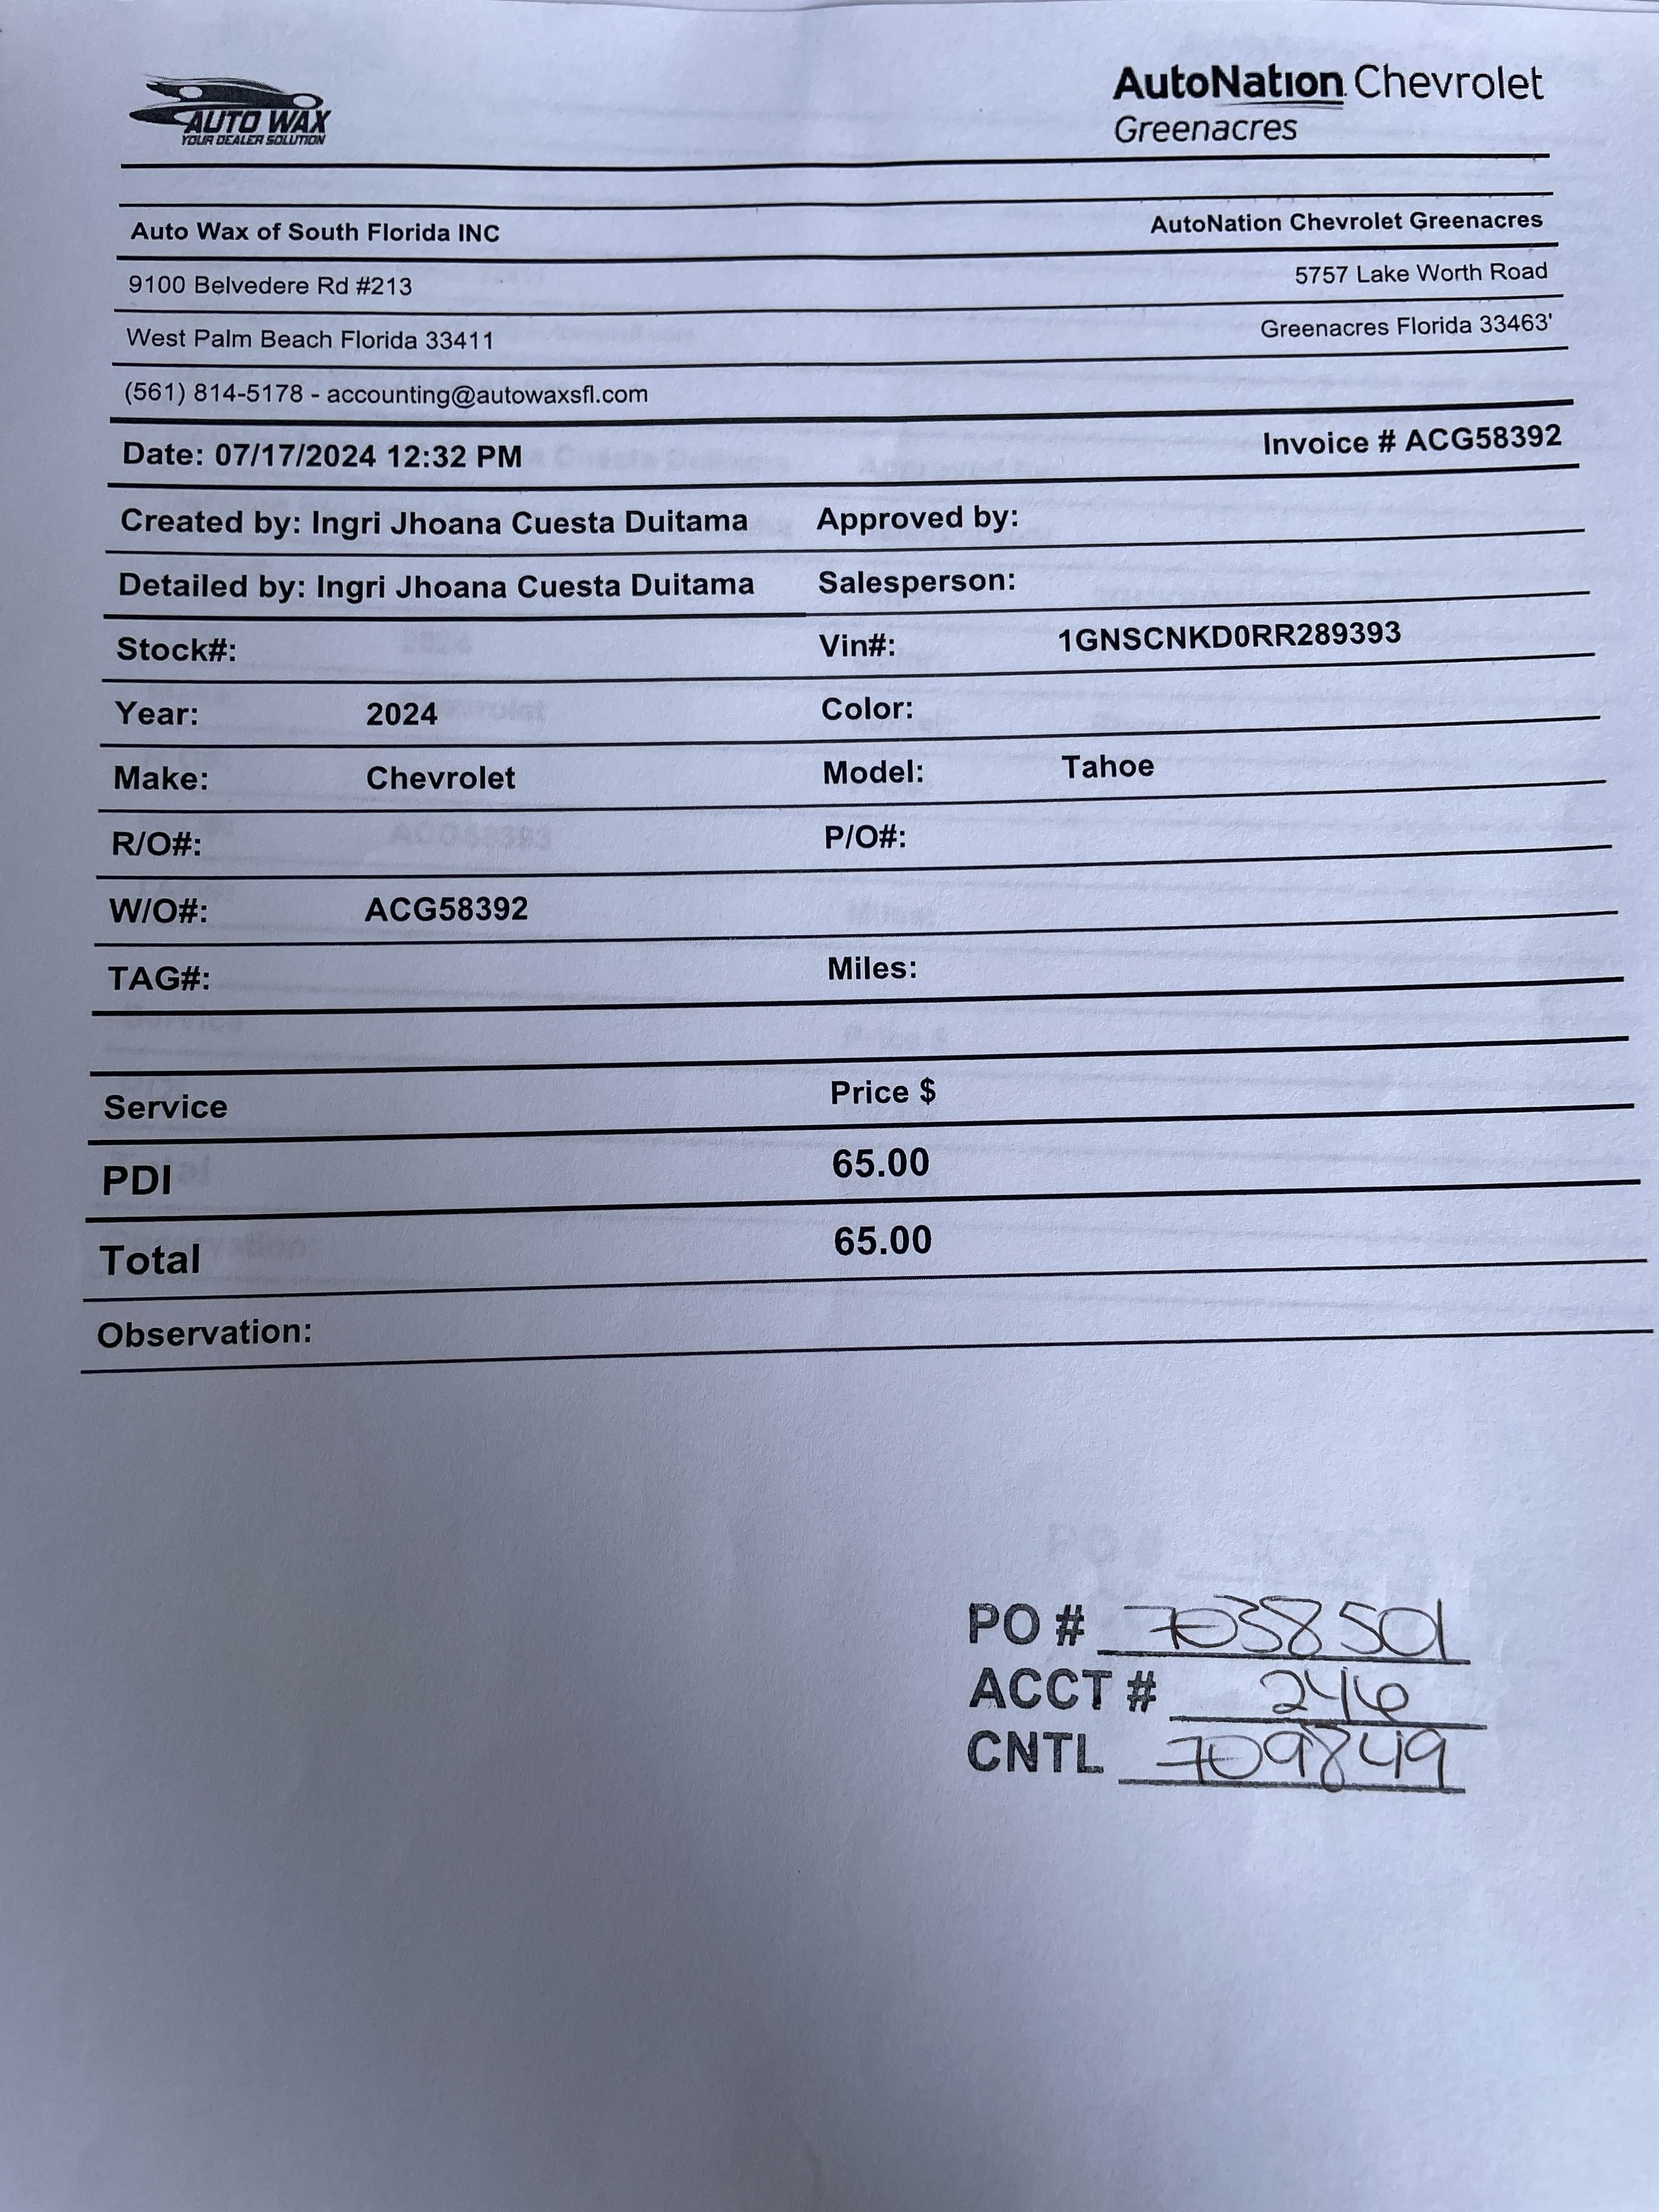 AUTO WAX
YOUR DEALER SOLUTION
AutoNation Chevrolet
Greenacres
Auto Wax of South Florida INC AutoNation Chevrolet Greenacres
9100 Belvedere Rd #213 5757 Lake Worth Road
West Palm Beach Florida 33411 Greenacres Florida 33463'
(561) 814-5178 - accounting@autowaxsfl.com
Date: 07/17/2024 12:32 PM Invoice # ACG58392
Created by: Ingri Jhoana Cuesta Duitama Approved by:
Detailed by: Ingri Jhoana Cuesta Duitama Salesperson:
Stock#: Vin#: 1GNSCNKD0RR289393
Year: 2024 Color:
Make: Chevrolet Model: Tahoe
R/O#: P/O#:
W/O#: ACG58392
TAG#: Miles:
Service Price $
PDI 65.00
Total 65.00
Observation:
PO # 7038501
ACCT # 246
CNTL 709849